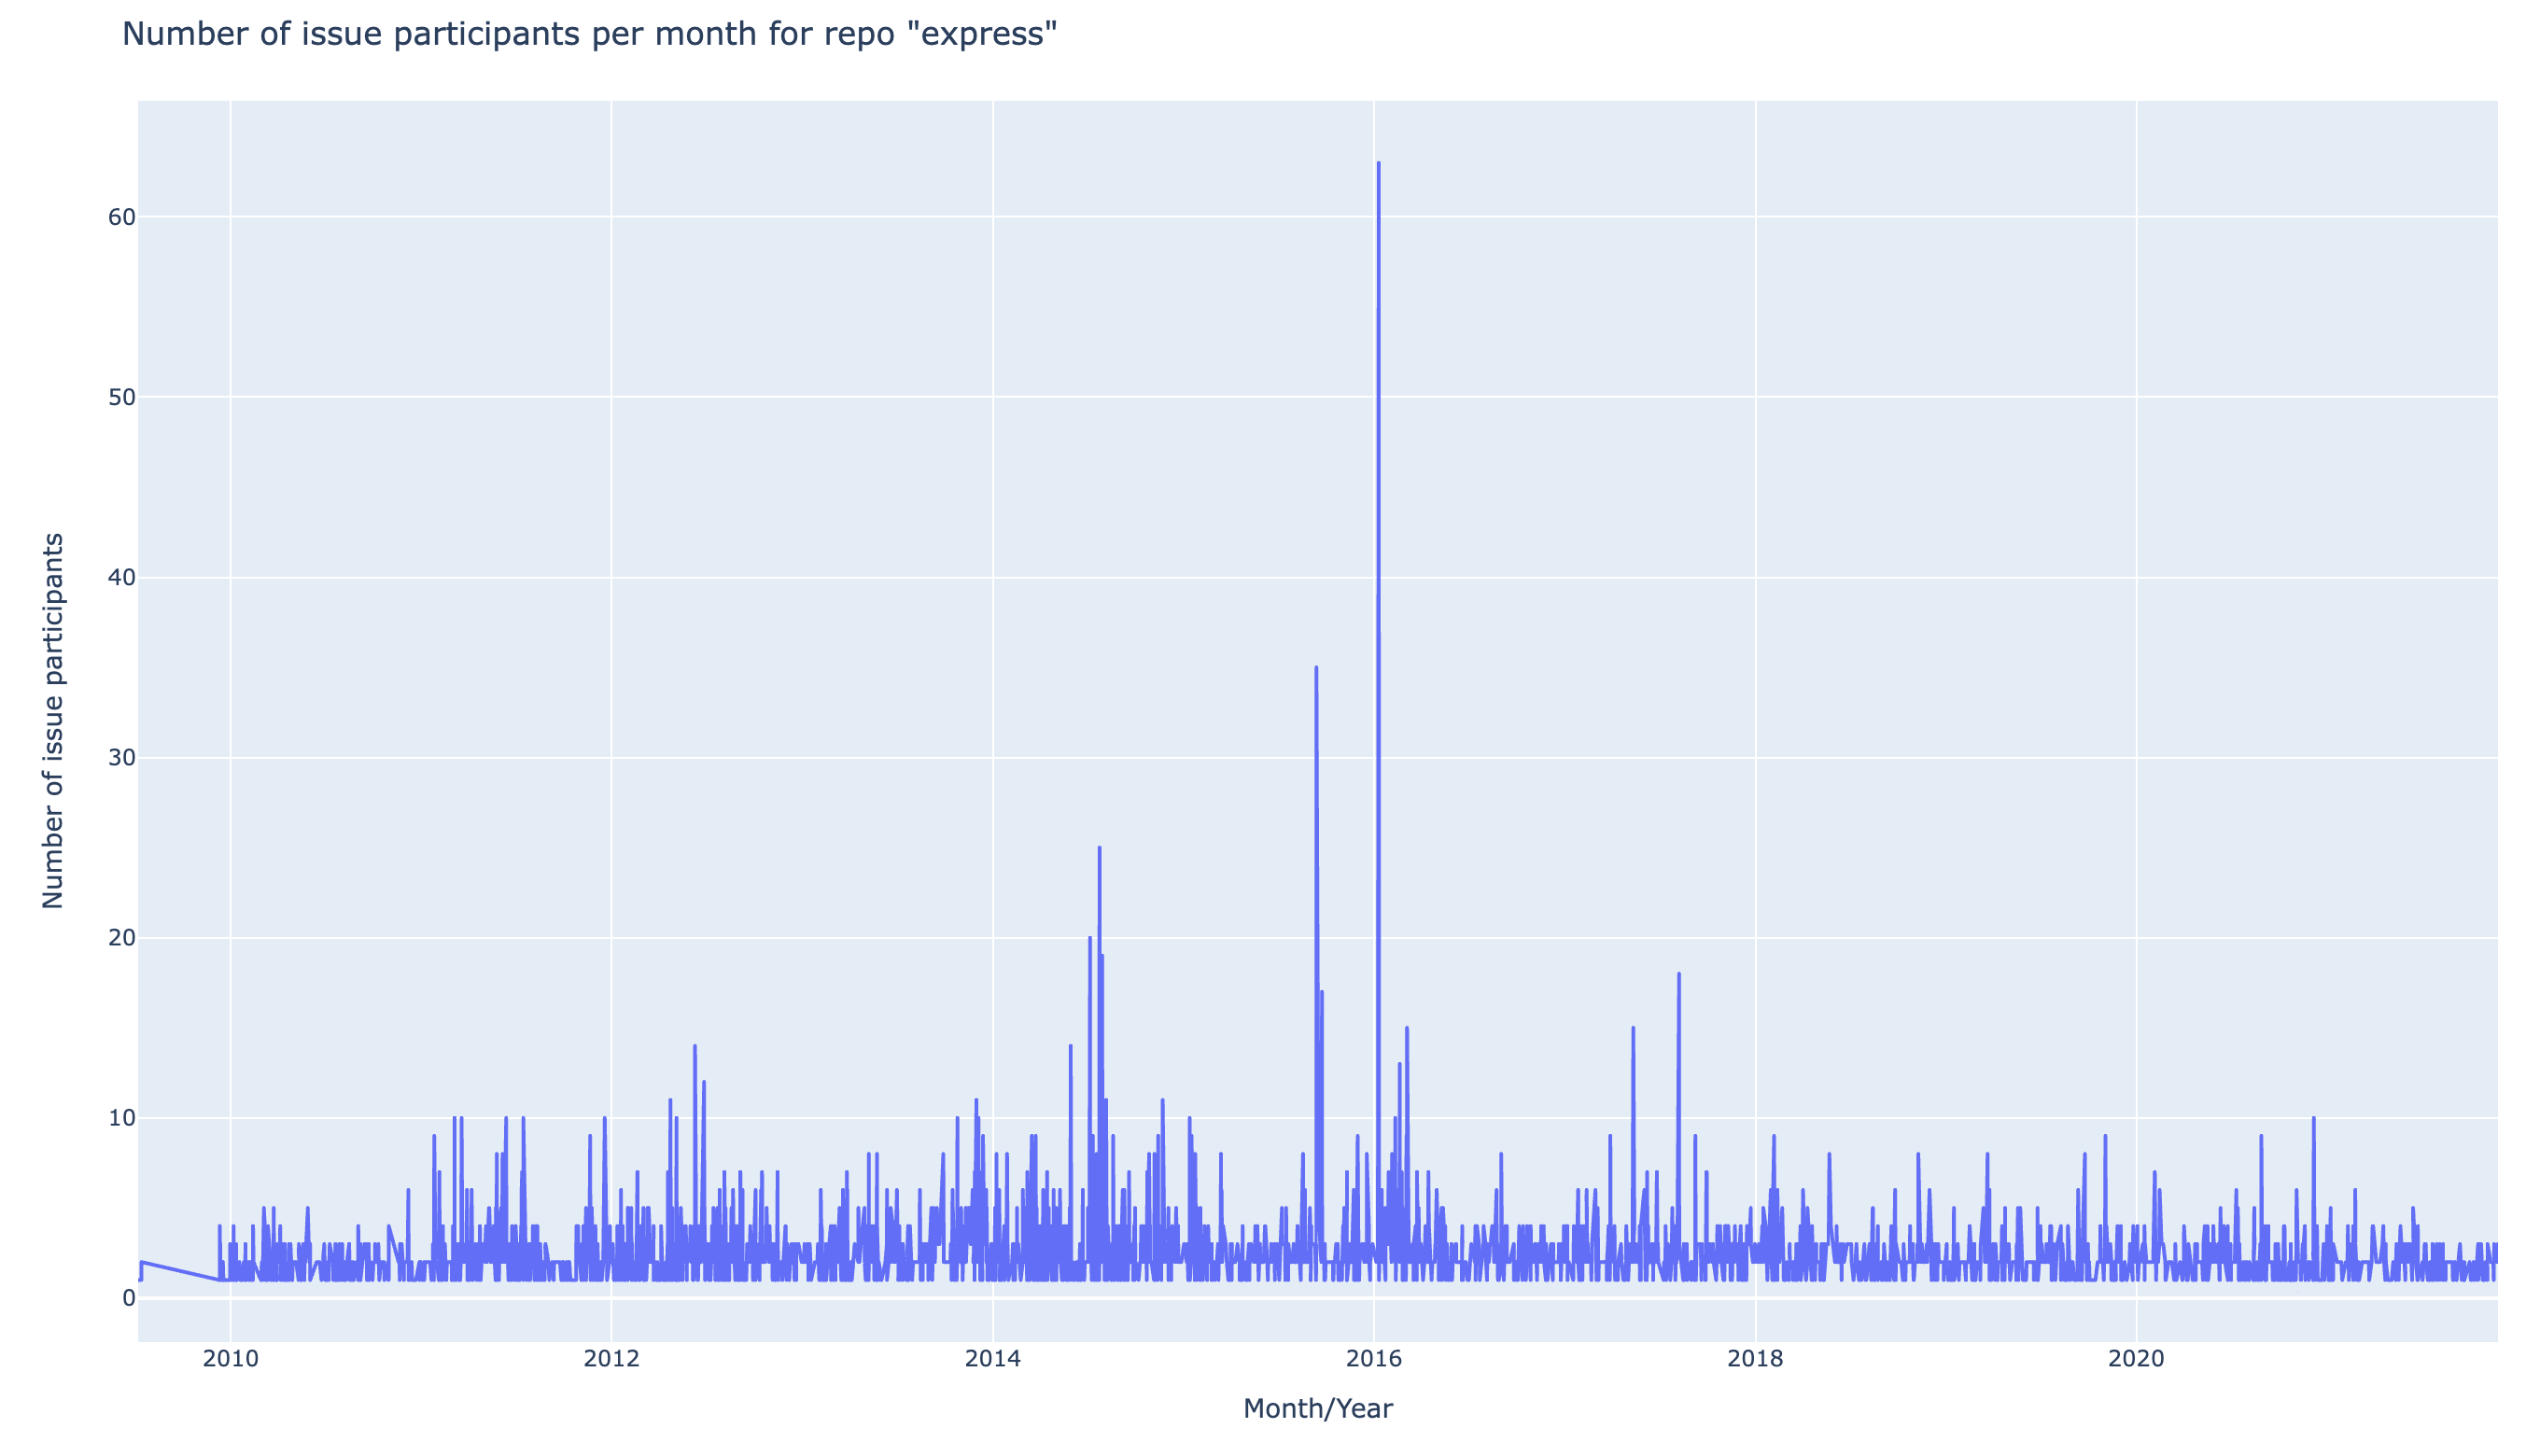 Number of issue participants per month for repo "express"
Number of issue participants
60
50
40
30
20
10
0
2010 2012 2014 2016 2018 2020
Month/Year